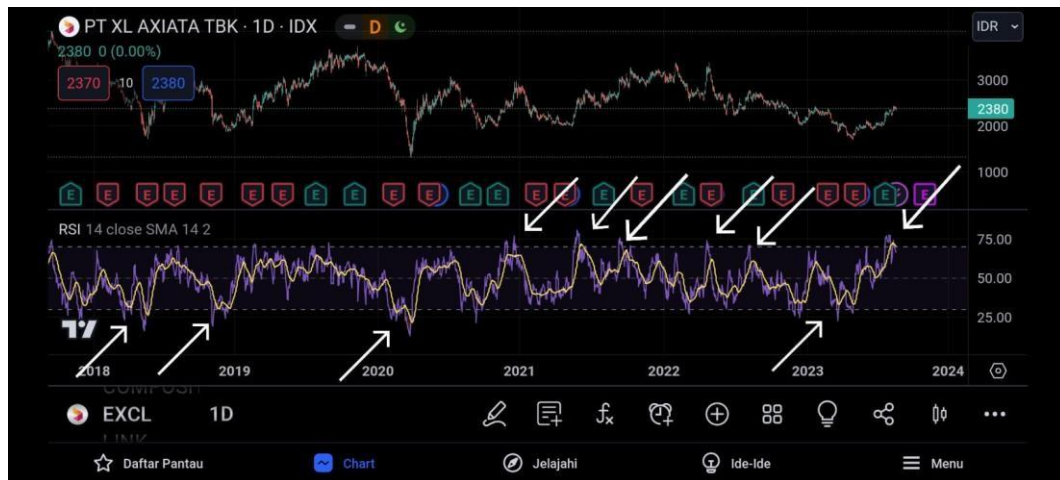 PT XL AXIATA TBK · 1D · IDX
D
IDR
2380 0 (0.00%)
2370 10 2380
3000
2380
2000
1000
E E E E E E E E E E E E E E E E E E E E E E E E
RSI 14 close SMA 14 2
75.00
50.00
25.00
2018 2019 2020 2021 2022 2023 2024
EXCL 1D
LINK
Daftar Pantau Chart Jelajahi Ide-Ide Menu